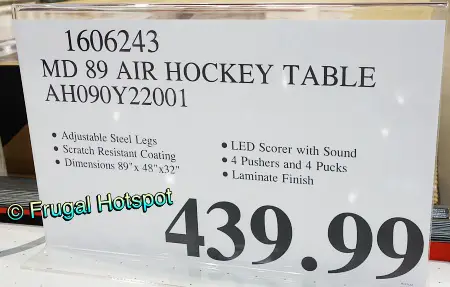 1606243
MD 89 AIR HOCKEY TABLE
AH090Y22001
• Adjustable Steel Legs
• Scratch Resistant Coating
• Dimensions 89"x 48"x32"
• LED Scorer with Sound
• 4 Pushers and 4 Pucks
• Laminate Finish
© Frugal Hotspot
439.99